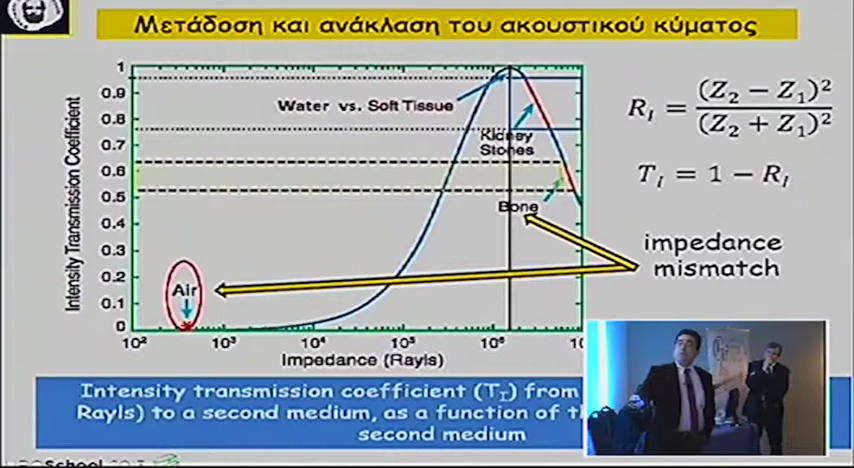 Μετάδοση και ανάκλαση του ακουστικού κύματος
Intensity Transmission Coefficient
1
0.9
0.8
0.7
0.6
0.5
0.4
0.3
0.2
0.1
0
Water vs. Soft Tissue
Kidney
Stones
Bone
Air
10² 10³ 10⁴ 10⁵ 10⁶
Impedance (Rayls)
R_I = (Z₂ − Z₁)² / (Z₂ + Z₁)²
T_I = 1 − R_I
impedance
mismatch
Intensity transmission coefficient (T_I) from
Rayls) to a second medium, as a function of
second medium
School